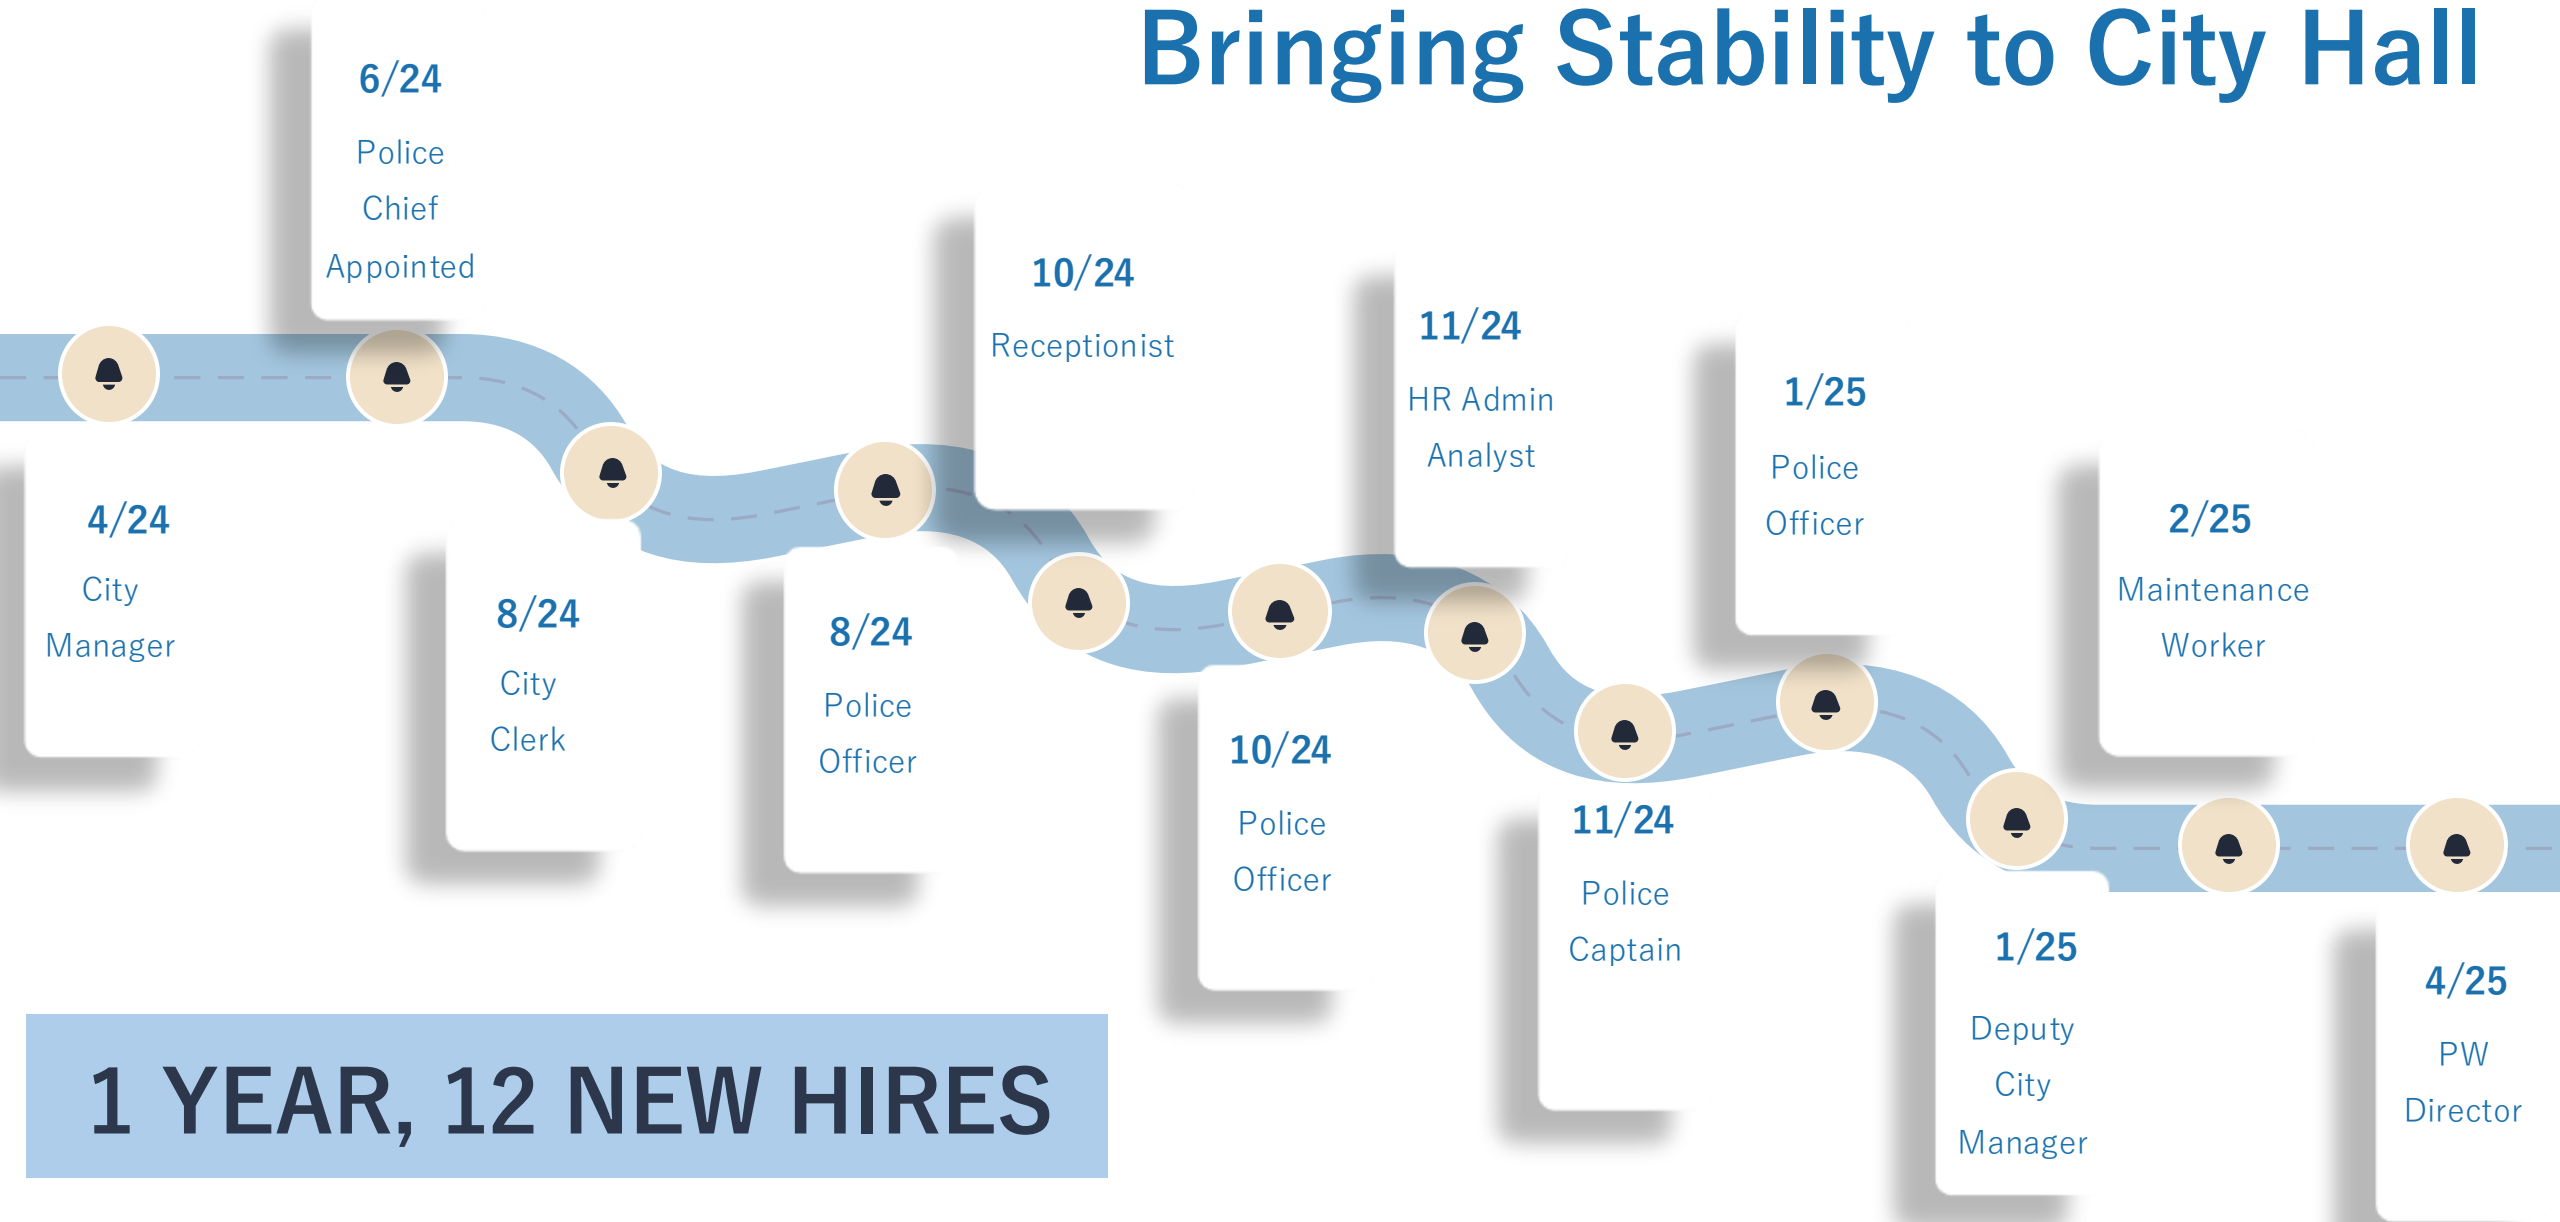 Bringing Stability to City Hall
4/24
City
Manager
6/24
Police
Chief
Appointed
8/24
City
Clerk
8/24
Police
Officer
10/24
Receptionist
10/24
Police
Officer
11/24
HR Admin
Analyst
11/24
Police
Captain
1/25
Police
Officer
1/25
Deputy
City
Manager
2/25
Maintenance
Worker
4/25
PW
Director
1 YEAR, 12 NEW HIRES